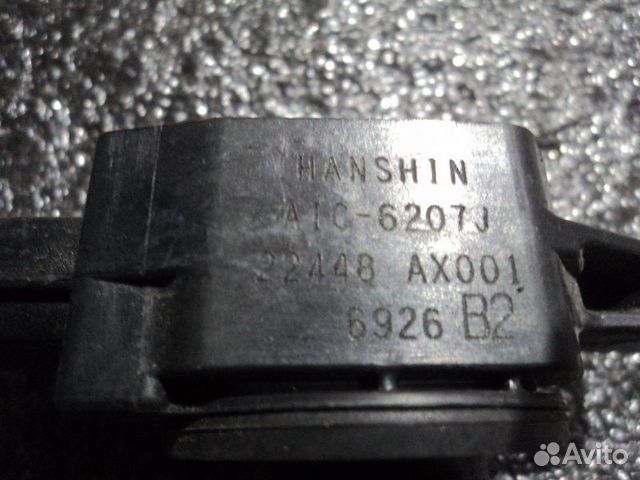 HANSHIN
AIC-6207J
22448 AX001
6926 B2
Avito